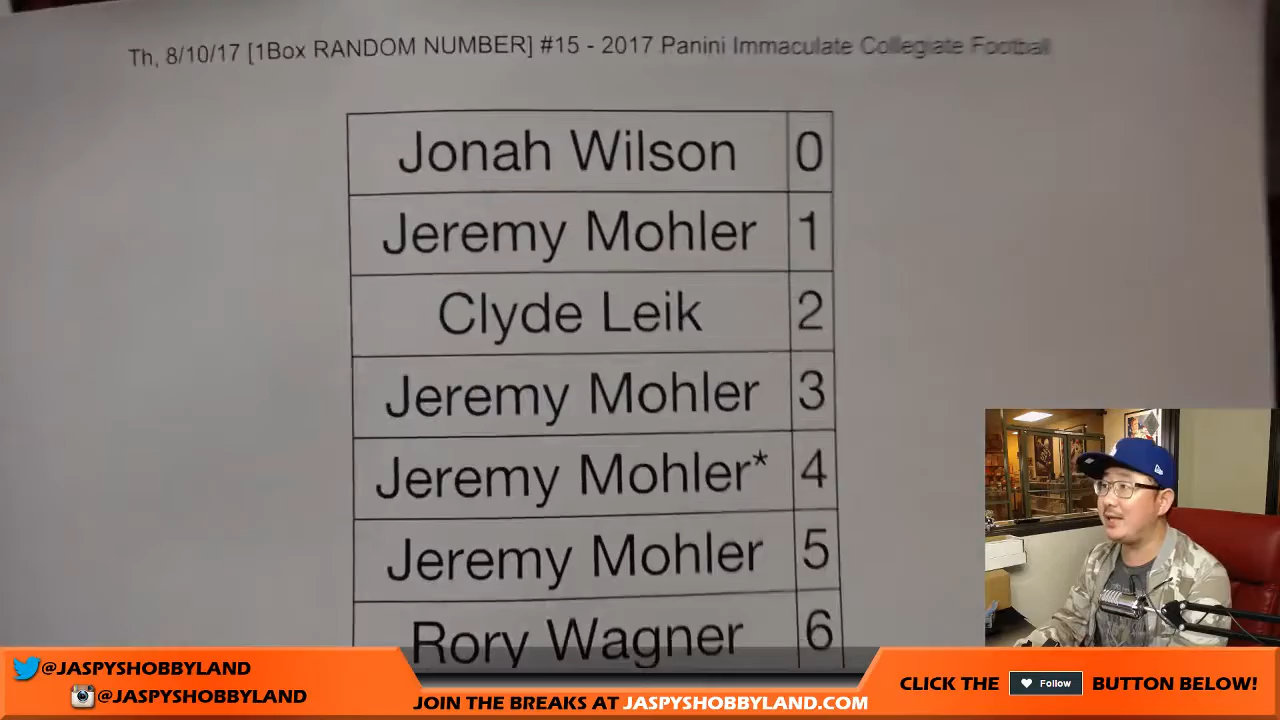 Th, 8/10/17 [1Box RANDOM NUMBER] #15 - 2017 Panini Immaculate Collegiate Football
Jonah Wilson 0
Jeremy Mohler 1
Clyde Leik 2
Jeremy Mohler 3
Jeremy Mohler* 4
Jeremy Mohler 5
Rory Wagner 6
@JASPYSHOBBYLAND
@JASPYSHOBBYLAND
JOIN THE BREAKS AT JASPYSHOBBYLAND.COM
CLICK THE Follow BUTTON BELOW!